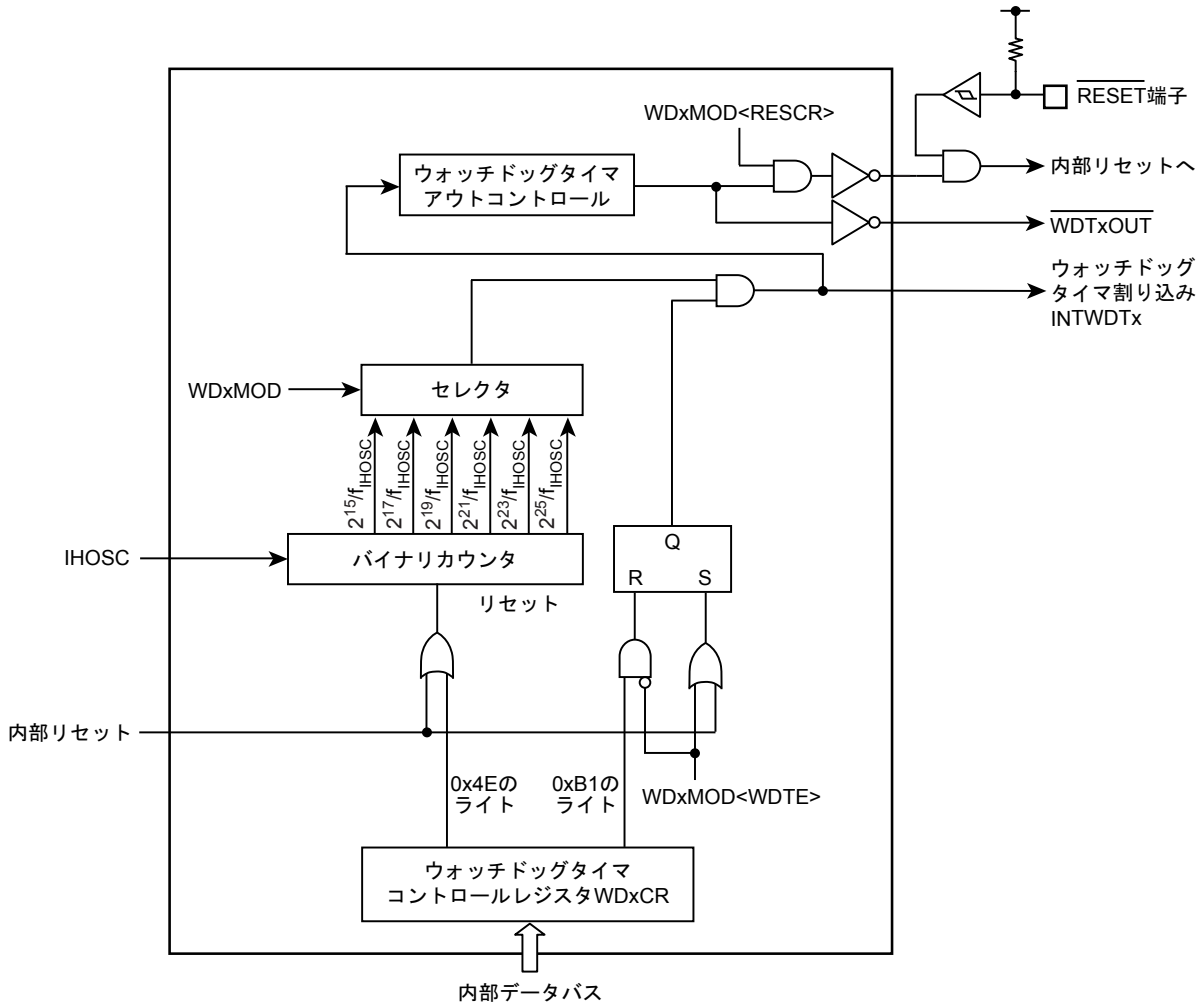 RESET端子
WDxMOD<RESCR>
内部リセットへ
ウォッチドッグタイマ
アウトコントロール
WDTxOUT
ウォッチドッグ
タイマ割り込み
INTWDTx
WDxMOD
セレクタ
2^15/fIHOSC
2^17/fIHOSC
2^19/fIHOSC
2^21/fIHOSC
2^23/fIHOSC
2^25/fIHOSC
IHOSC
バイナリカウンタ
リセット
Q
R S
内部リセット
0x4Eの
ライト
0xB1の
ライト
WDxMOD<WDTE>
ウォッチドッグタイマ
コントロールレジスタWDxCR
内部データバス